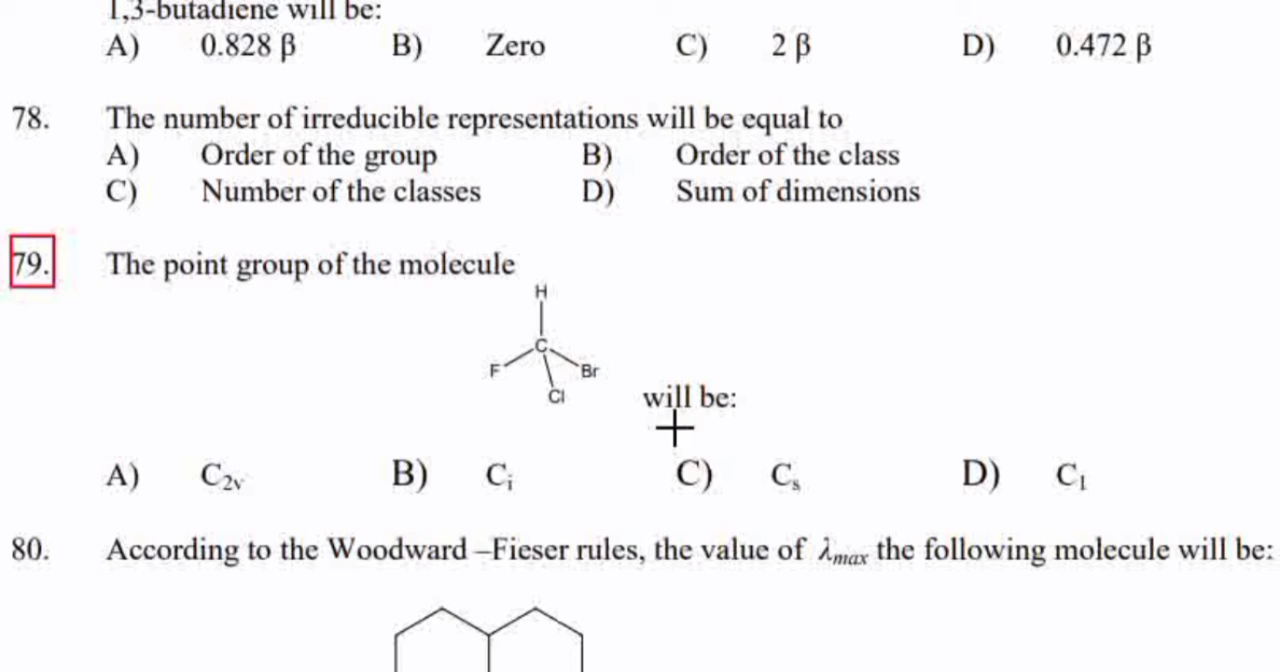 1,3-butadiene will be:
A) 0.828 β B) Zero C) 2 β D) 0.472 β
78. The number of irreducible representations will be equal to
A) Order of the group B) Order of the class
C) Number of the classes D) Sum of dimensions
79. The point group of the molecule
H
C
F Br
Cl
will be:
A) C2v B) Ci C) Cs D) C1
80. According to the Woodward –Fieser rules, the value of λmax the following molecule will be: